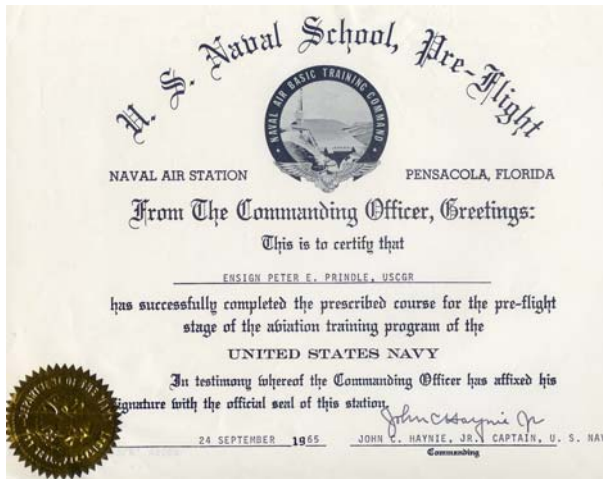 U. S. Naval School, Pre-Flight
NAVAL AIR BASIC TRAINING COMMAND
NAVAL AIR STATION PENSACOLA, FLORIDA
From The Commanding Officer, Greetings:
This is to certify that
ENSIGN PETER E. PRINDLE, USCGR
has successfully completed the prescribed course for the pre-flight
stage of the aviation training program of the
UNITED STATES NAVY
In testimony whereof the Commanding Officer has affixed his
signature with the official seal of this station.
John C Haynie Jr
24 SEPTEMBER 1965 JOHN C. HAYNIE, JR., CAPTAIN, U. S. NAV
Commanding
DEPARTMENT OF THE